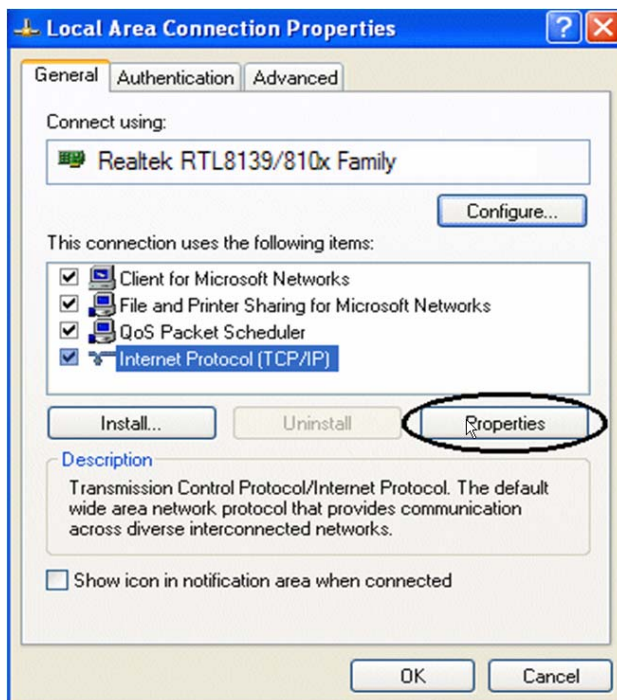 Local Area Connection Properties
General Authentication Advanced
Connect using:
Realtek RTL8139/810x Family
Configure...
This connection uses the following items:
Client for Microsoft Networks
File and Printer Sharing for Microsoft Networks
QoS Packet Scheduler
Internet Protocol (TCP/IP)
Install... Uninstall Properties
Description
Transmission Control Protocol/Internet Protocol. The default
wide area network protocol that provides communication
across diverse interconnected networks.
Show icon in notification area when connected
OK Cancel